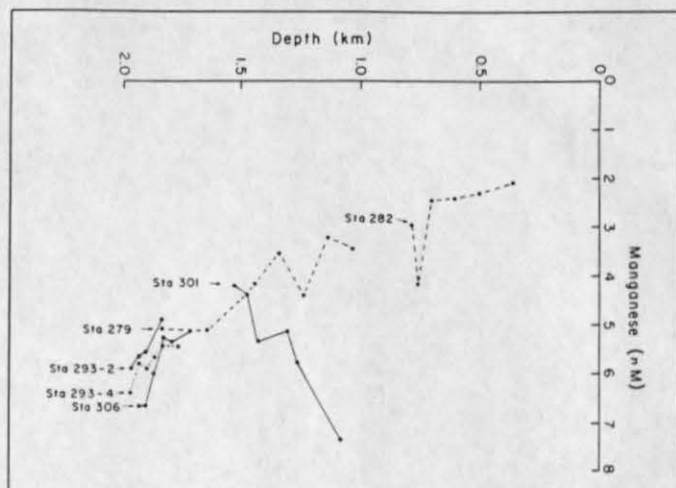 Depth (km)
2.0
1.5
1.0
0.5
0
0
1
2
3
4
5
6
7
8
Manganese (nM)
Sta 282
Sta 301
Sta 279
Sta 293-2
Sta 293-4
Sta 306